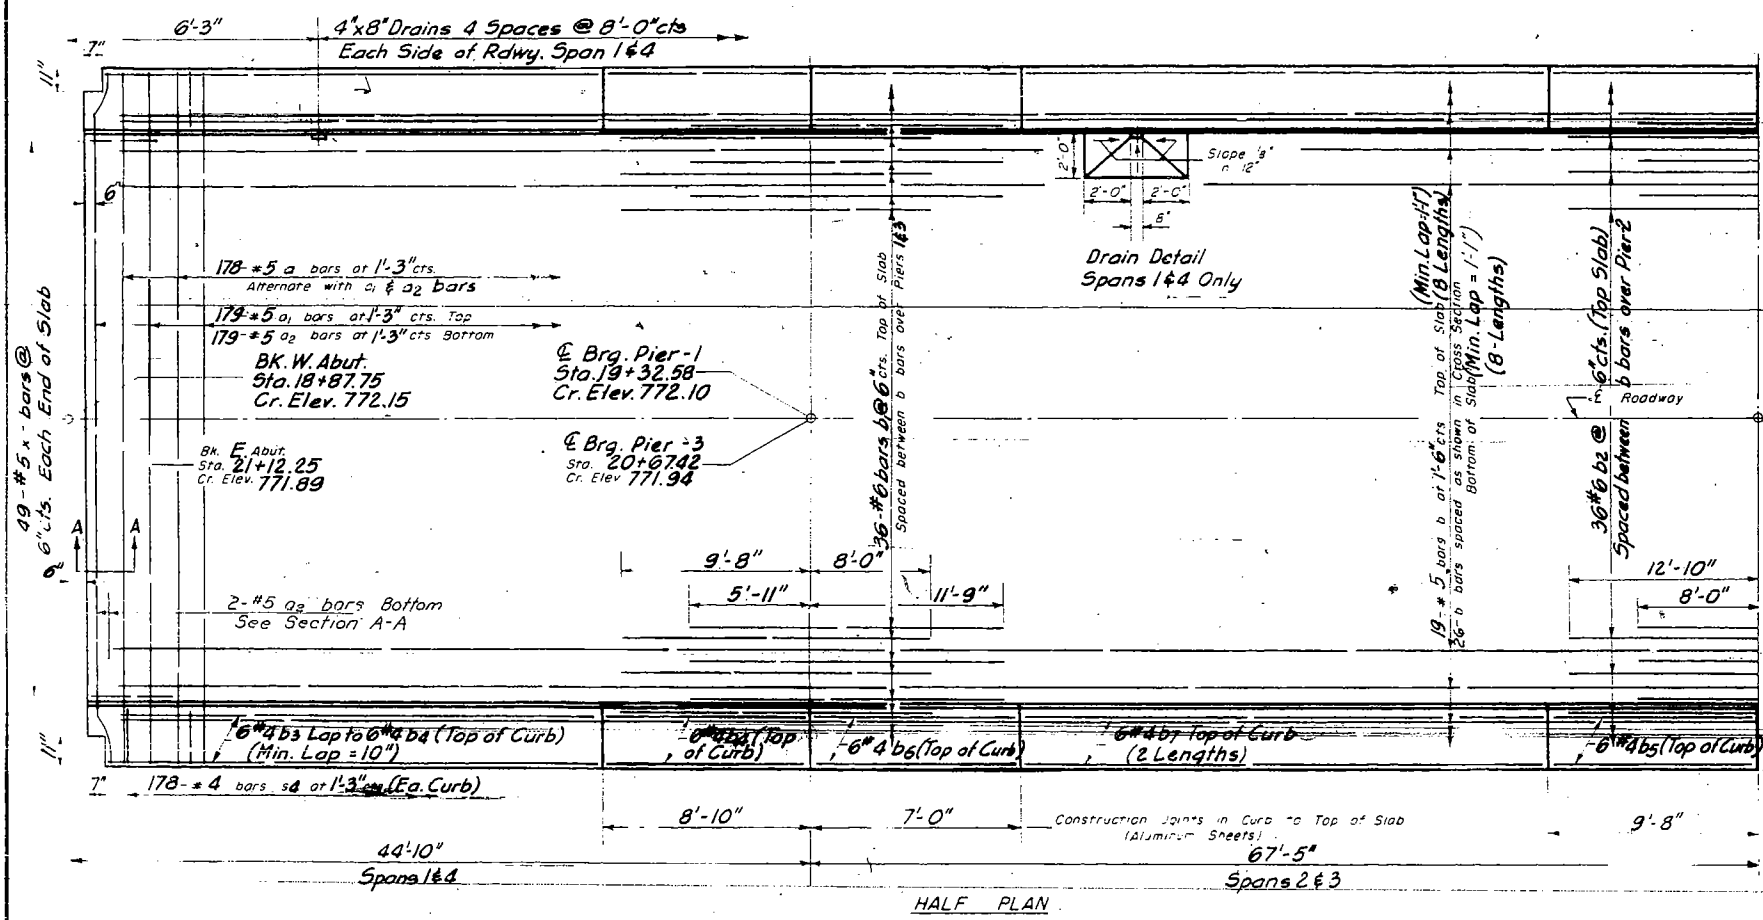 6'-3"
4"x8" Drains 4 Spaces @ 8'-0" cts
Each Side of Rdwy. Span 1&4
7"
11"
6"
2'-0"
Slope 1/8"
in 12"
2'-0"
2'-0"
8"
Drain Detail
Spans 1&4 Only
178-#5 a bars at 1'-3" cts.
Alternate with a1 & a2 bars
179-#5 a1 bars at 1'-3" cts. Top
179-#5 a2 bars at 1'-3" cts Bottom
BK. W. Abut.
Sta. 18+87.75
Cr. Elev. 772.15
℄ Brg. Pier-1
Sta. 19+32.58
Cr. Elev. 772.10
Bk. E. Abut.
Sta. 21+12.25
Cr. Elev. 771.89
℄ Brg. Pier-3
Sta. 20+67.42
Cr. Elev 771.94
49-#5 x-bars @
6" cts. Each End of Slab
36-#6 bars b1 @ 6" cts. Top of Slab
Spaced between b bars over Piers 1&3
(Min. Lap=1'-1")
19-#5 bars b at 1'-6" cts Top of Slab (8 Lengths)
26-b bars spaced as shown in Cross Section
Bottom of Slab (Min. Lap = 1'-1")
(8-Lengths)
36 #6 b2 @ 6" cts. (Top Slab)
Spaced between b bars over Pier 2
℄ Roadway
A A
6"
9'-8" 8'-0"
5'-11" 11'-9"
12'-10"
8'-0"
2-#5 a2 bars Bottom
See Section A-A
11"
6 #4 b3 Lap to 6 #4 b4 (Top of Curb)
(Min. Lap = 10")
6 #4 b4 (Top
of Curb)
6 #4 b6 (Top of Curb)
6 #4 b7 Top of Curb
(2 Lengths)
6 #4 b5 (Top of Curb)
7"
178-#4 bars s4 at 1'-3" cts (Ea. Curb)
8'-10"
7'-0"
Construction Joints in Curb to Top of Slab
(Aluminum Sheets)
9'-8"
44'-10"
Spans 1&4
67'-5"
Spans 2&3
HALF PLAN